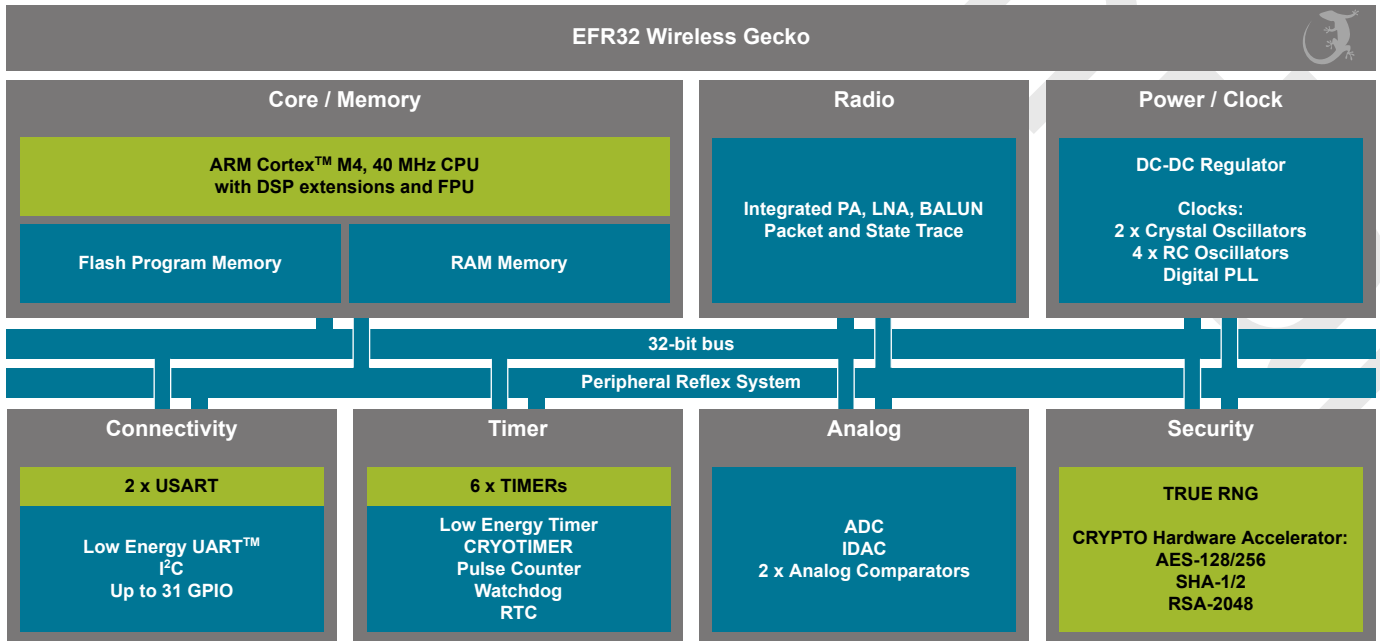 EFR32 Wireless Gecko
Core / Memory
ARM Cortex™ M4, 40 MHz CPU
with DSP extensions and FPU
Flash Program Memory
RAM Memory
Radio
Integrated PA, LNA, BALUN
Packet and State Trace
Power / Clock
DC-DC Regulator
Clocks:
2 x Crystal Oscillators
4 x RC Oscillators
Digital PLL
32-bit bus
Peripheral Reflex System
Connectivity
2 x USART
Low Energy UART™
I²C
Up to 31 GPIO
Timer
6 x TIMERs
Low Energy Timer
CRYOTIMER
Pulse Counter
Watchdog
RTC
Analog
ADC
IDAC
2 x Analog Comparators
Security
TRUE RNG
CRYPTO Hardware Accelerator:
AES-128/256
SHA-1/2
RSA-2048